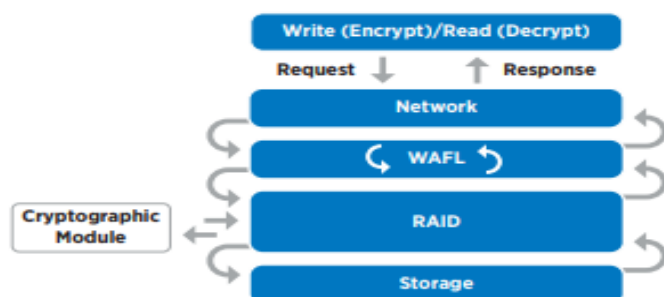 Write (Encrypt)/Read (Decrypt)
Request Response
Network
WAFL
Cryptographic
Module
RAID
Storage